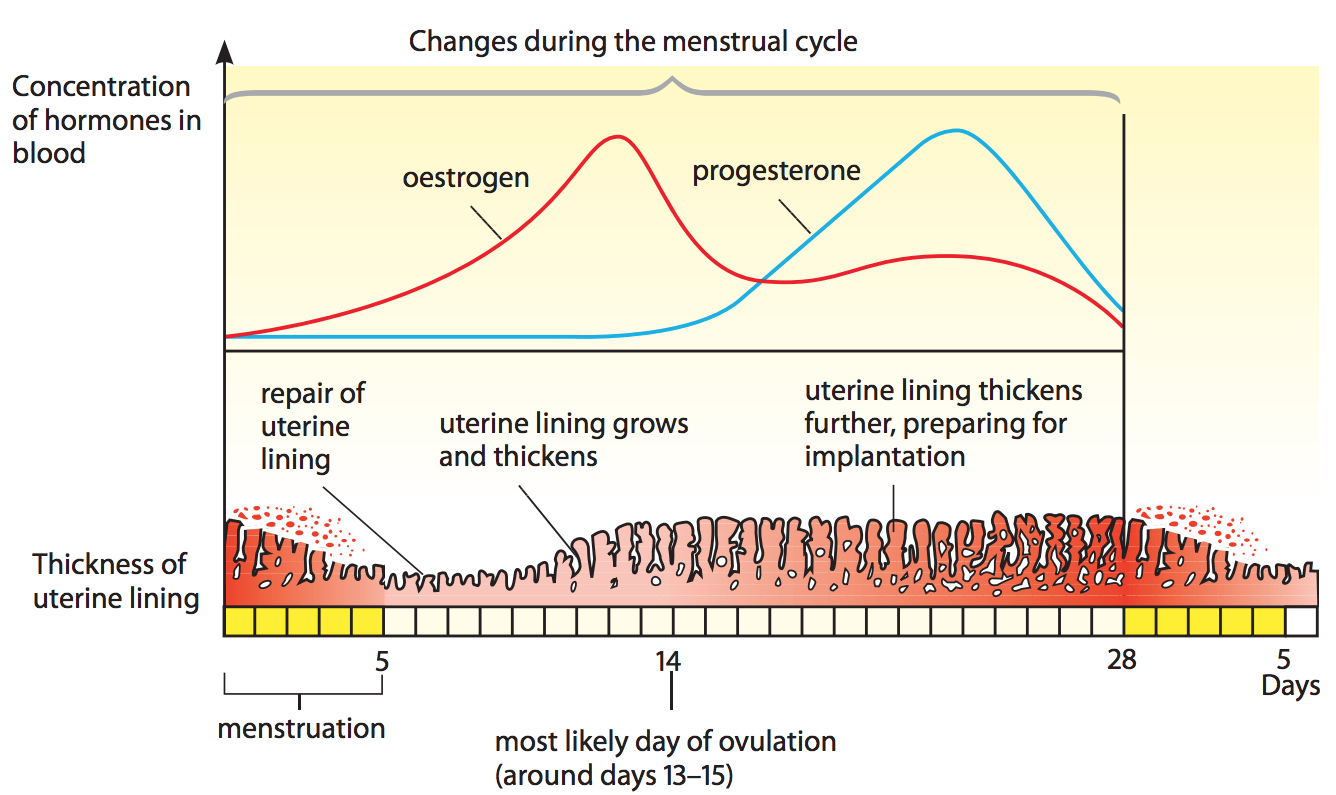 Changes during the menstrual cycle
Concentration
of hormones in
blood
oestrogen
progesterone
repair of
uterine
lining
uterine lining grows
and thickens
uterine lining thickens
further, preparing for
implantation
Thickness of
uterine lining
5
14
28
5
Days
menstruation
most likely day of ovulation
(around days 13–15)